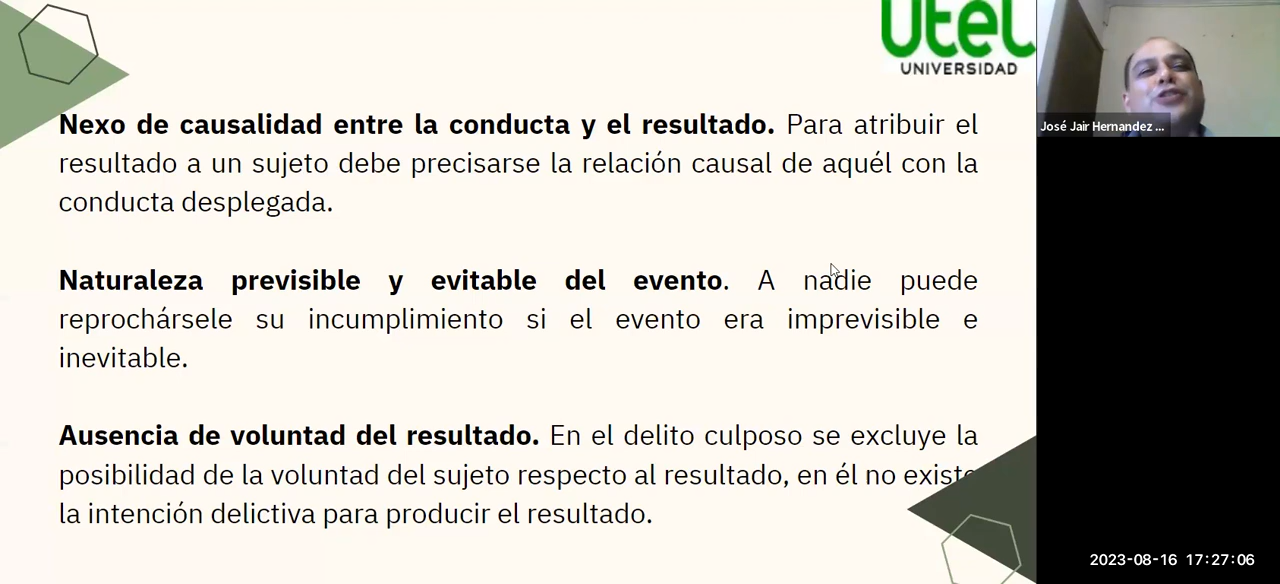 Utel
UNIVERSIDAD
Nexo de causalidad entre la conducta y el resultado. Para atribuir el
resultado a un sujeto debe precisarse la relación causal de aquél con la
conducta desplegada.
Naturaleza previsible y evitable del evento. A nadie puede
reprochársele su incumplimiento si el evento era imprevisible e
inevitable.
Ausencia de voluntad del resultado. En el delito culposo se excluye la
posibilidad de la voluntad del sujeto respecto al resultado, en él no existe
la intención delictiva para producir el resultado.
José Jair Hernandez ...
2023-08-16 17:27:06